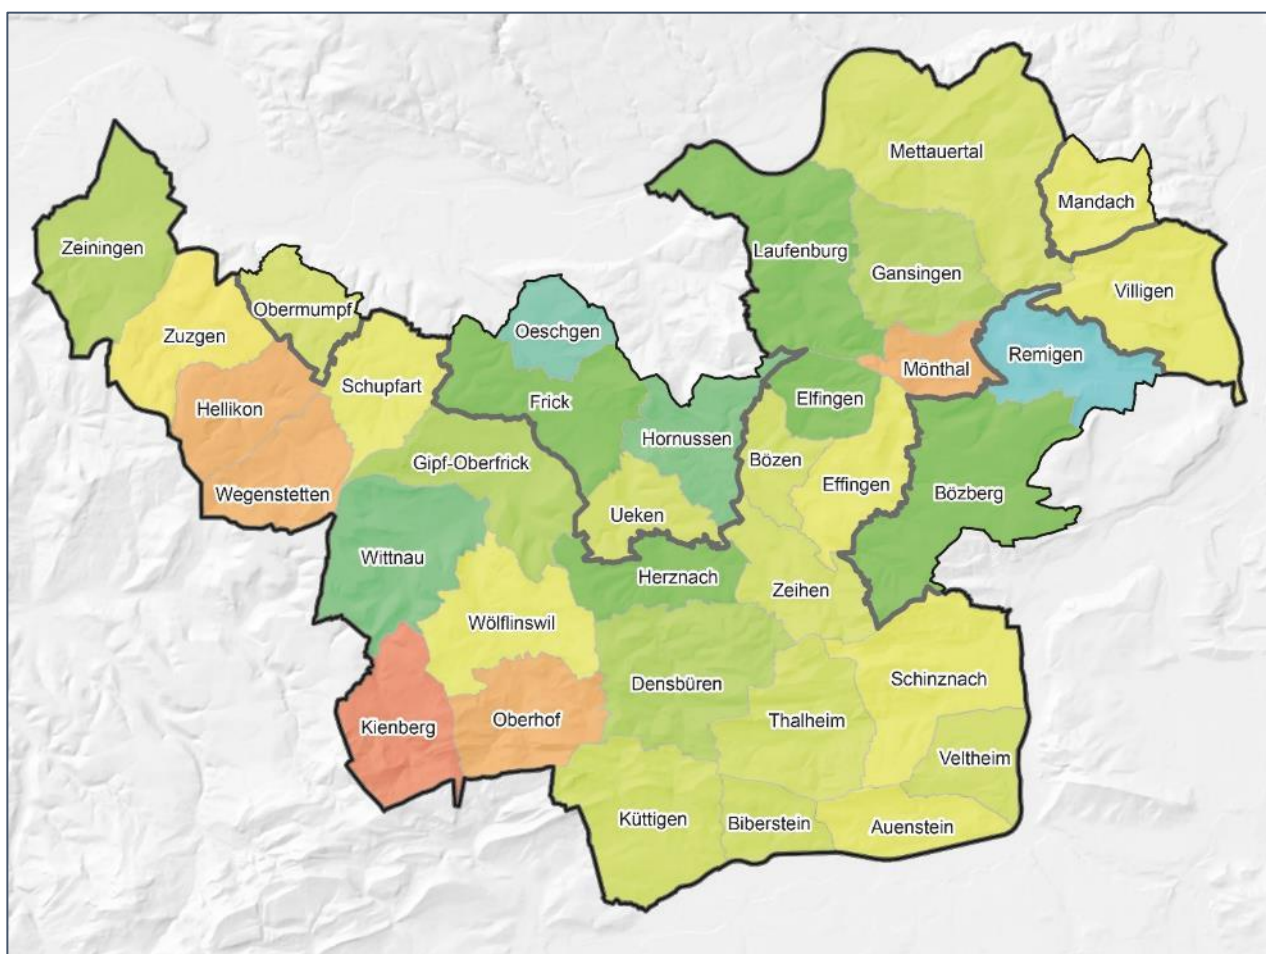 Mettauertal
Mandach
Zeiningen
Laufenburg
Gansingen
Villigen
Obermumpf
Zuzgen
Oeschgen
Remigen
Mönthal
Schupfart
Hellikon
Frick
Elfingen
Hornussen
Gipf-Oberfrick
Bözen
Effingen
Bözberg
Wegenstetten
Ueken
Wittnau
Herznach
Zeihen
Wölflinswil
Schinznach
Densbüren
Kienberg
Oberhof
Thalheim
Veltheim
Küttigen
Biberstein
Auenstein